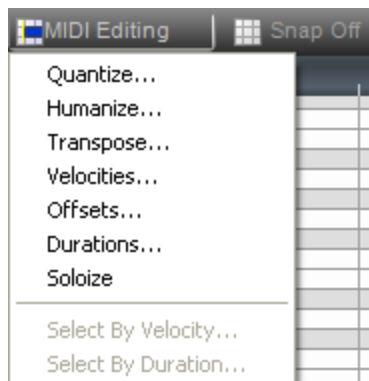 MIDI Editing
Snap Off
Quantize...
Humanize...
Transpose...
Velocities...
Offsets...
Durations...
Soloize
Select By Velocity...
Select By Duration...